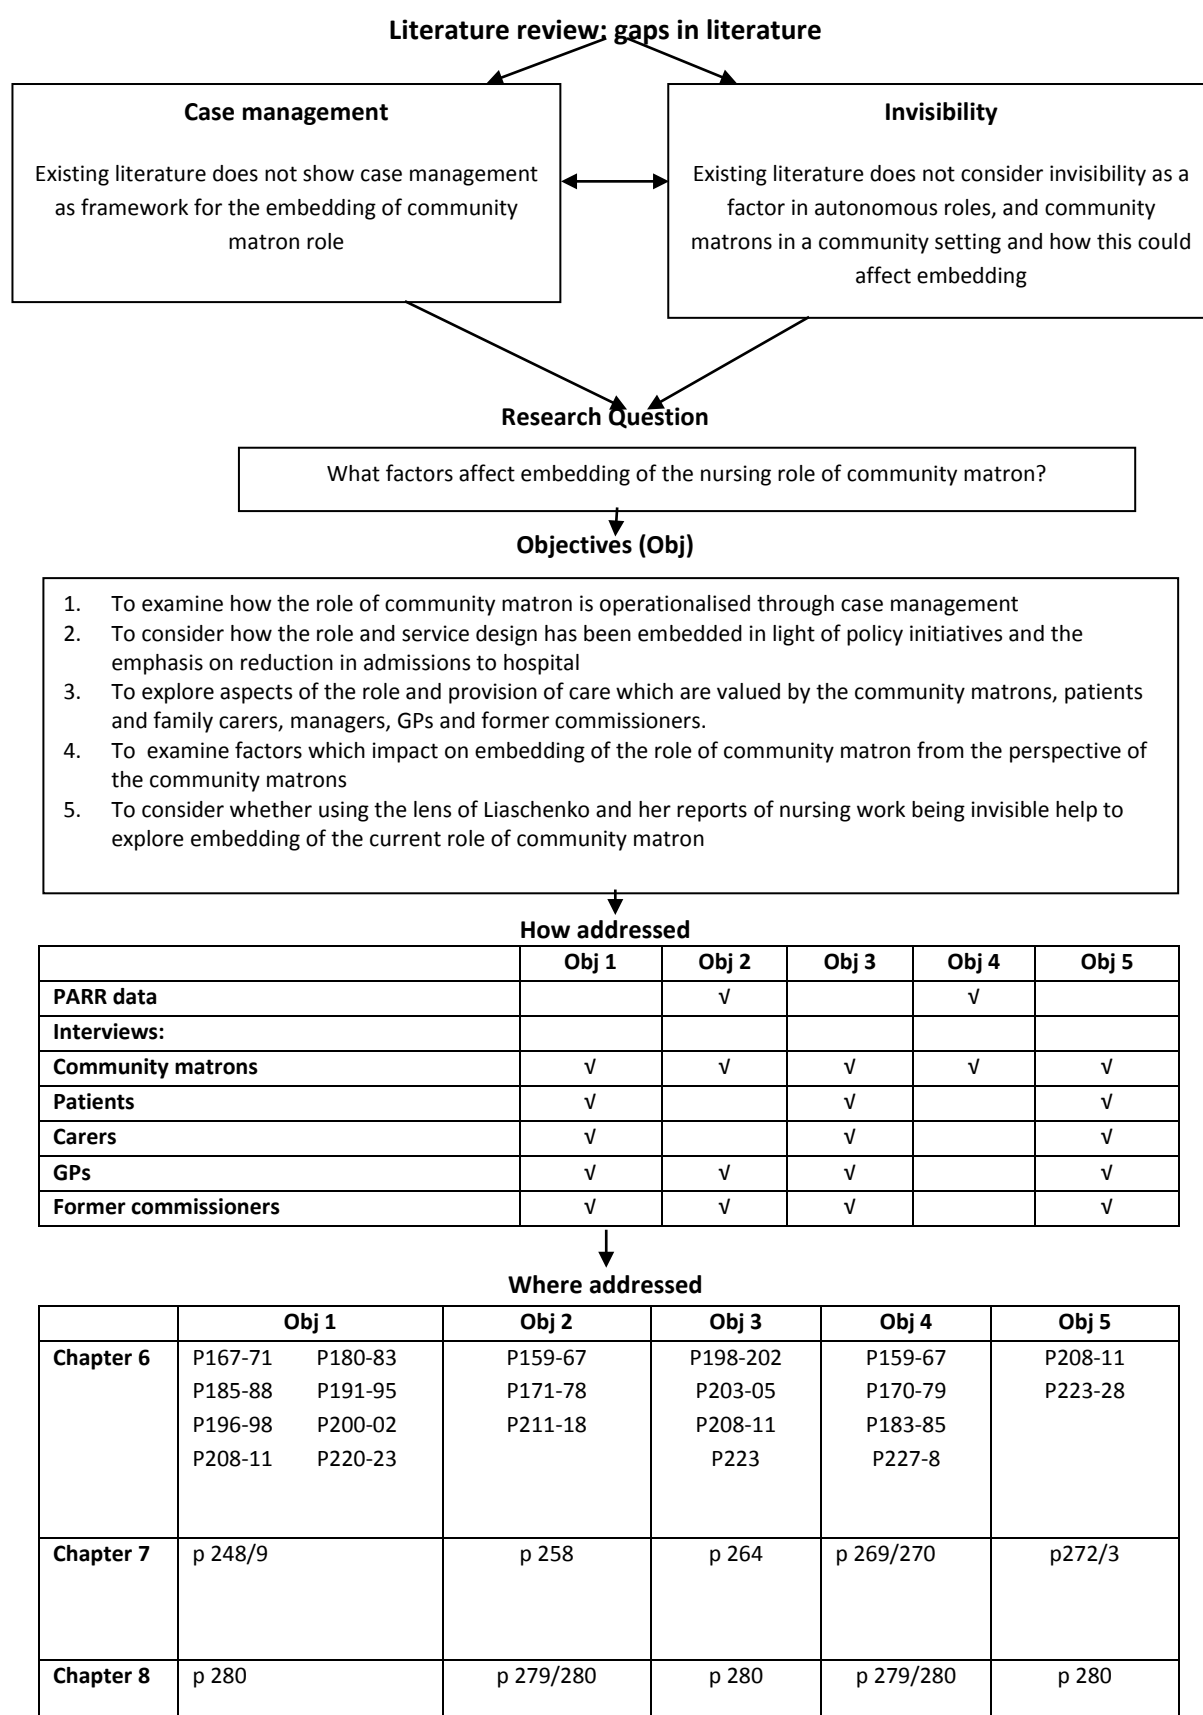 Literature review: gaps in literature
Case management
Existing literature does not show case management
as framework for the embedding of community
matron role
Invisibility
Existing literature does not consider invisibility as a
factor in autonomous roles, and community
matrons in a community setting and how this could
affect embedding
Research Question
What factors affect embedding of the nursing role of community matron?
Objectives (Obj)
1. To examine how the role of community matron is operationalised through case management
2. To consider how the role and service design has been embedded in light of policy initiatives and the
emphasis on reduction in admissions to hospital
3. To explore aspects of the role and provision of care which are valued by the community matrons, patients
and family carers, managers, GPs and former commissioners.
4. To examine factors which impact on embedding of the role of community matron from the perspective of
the community matrons
5. To consider whether using the lens of Liaschenko and her reports of nursing work being invisible help to
explore embedding of the current role of community matron
How addressed
Obj 1 Obj 2 Obj 3 Obj 4 Obj 5
PARR data √ √
Interviews:
Community matrons √ √ √ √ √
Patients √ √ √
Carers √ √ √
GPs √ √ √ √
Former commissioners √ √ √ √
Where addressed
Obj 1 Obj 2 Obj 3 Obj 4 Obj 5
Chapter 6 P167-71 P180-83 P159-67 P198-202 P159-67 P208-11
P185-88 P191-95 P171-78 P203-05 P170-79 P223-28
P196-98 P200-02 P211-18 P208-11 P183-85
P208-11 P220-23 P223 P227-8
Chapter 7 p 248/9 p 258 p 264 p 269/270 p272/3
Chapter 8 p 280 p 279/280 p 280 p 279/280 p 280